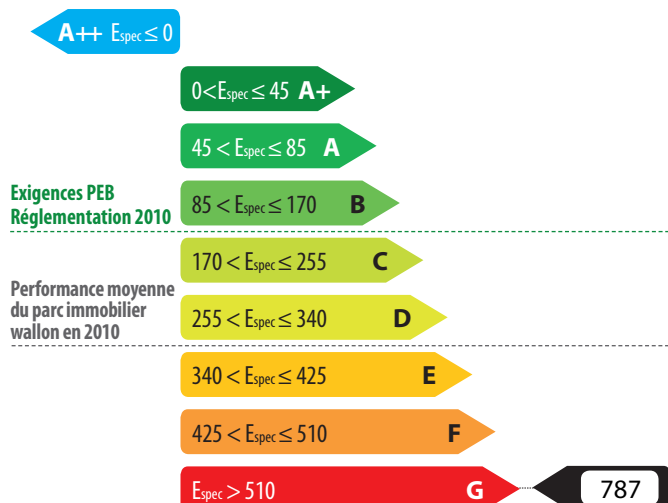 A++ Espec ≤ 0
0<Espec ≤ 45 A+
45 < Espec ≤ 85 A
Exigences PEB
Réglementation 2010
85 < Espec ≤ 170 B
170 < Espec ≤ 255 C
Performance moyenne
du parc immobilier
wallon en 2010
255 < Espec ≤ 340 D
340 < Espec ≤ 425 E
425 < Espec ≤ 510 F
Espec > 510 G 787